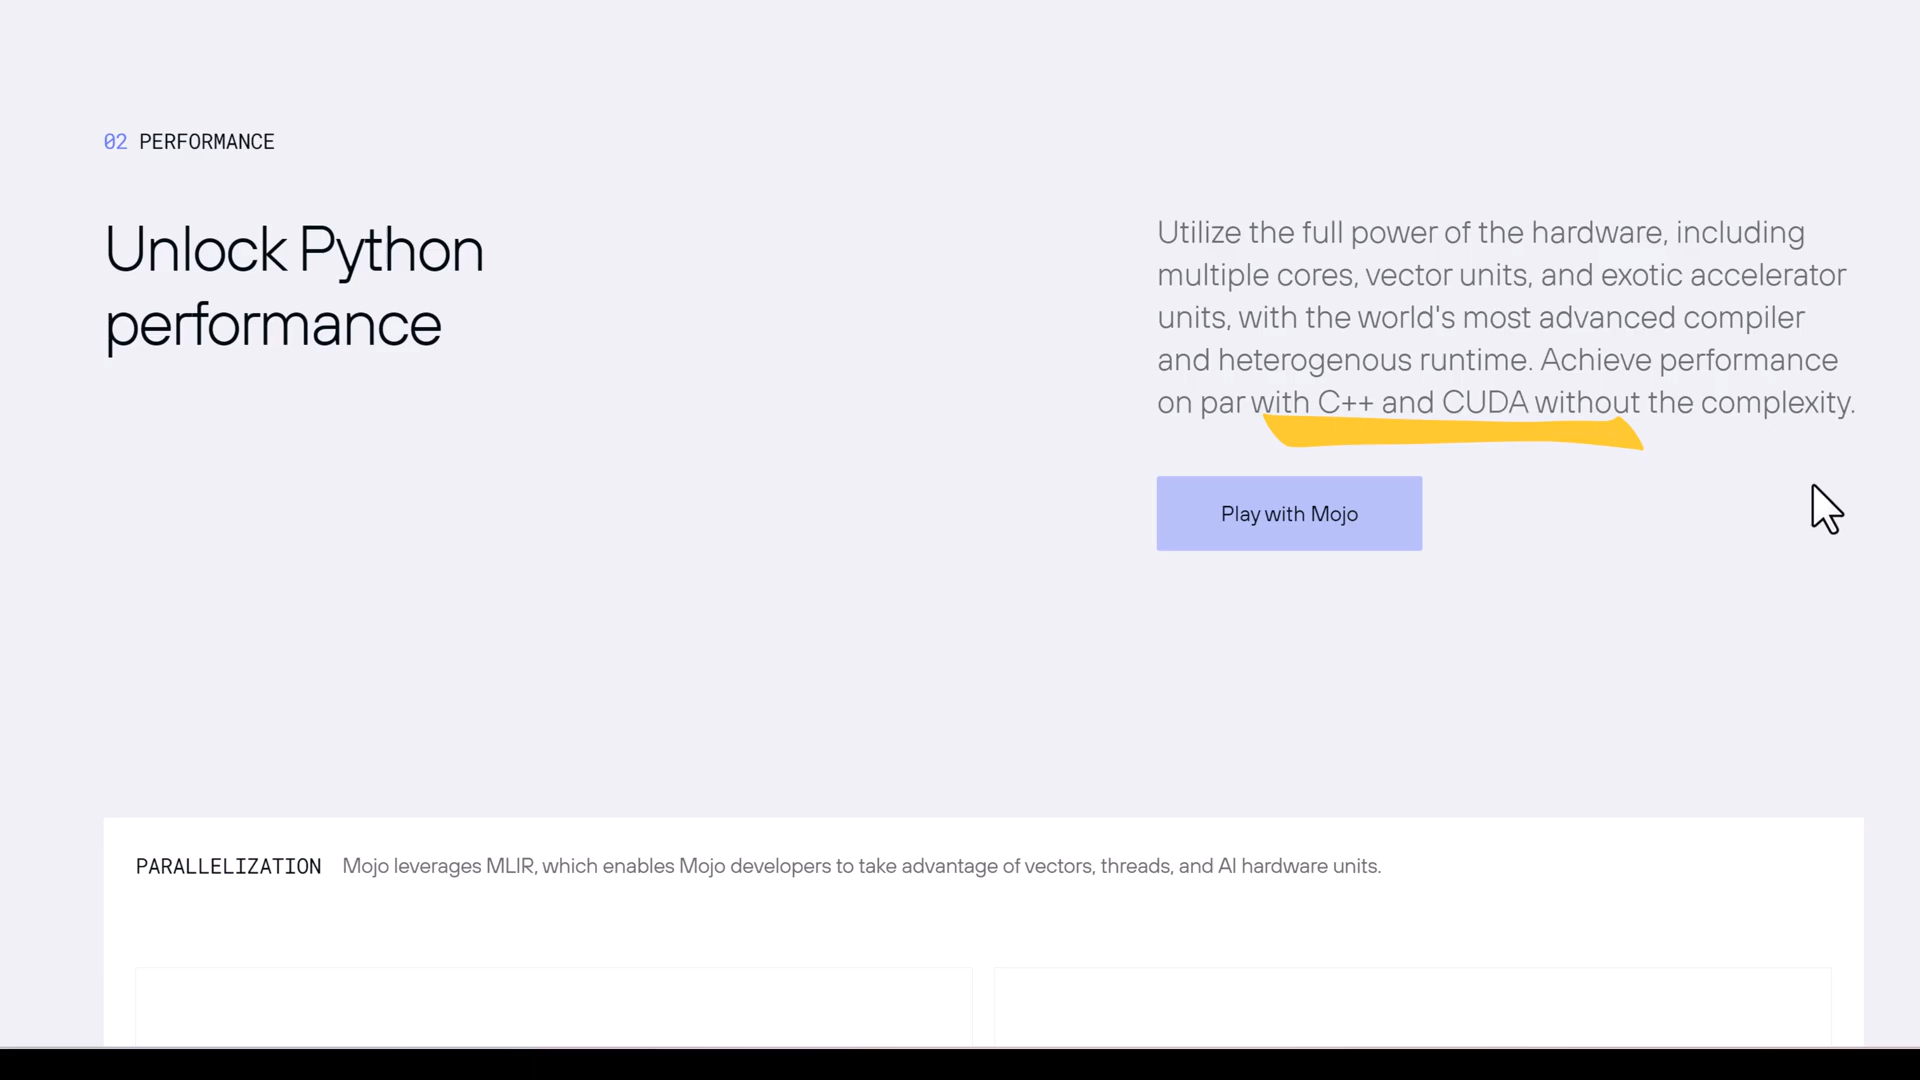 02 PERFORMANCE
Unlock Python
performance
Utilize the full power of the hardware, including
multiple cores, vector units, and exotic accelerator
units, with the world's most advanced compiler
and heterogenous runtime. Achieve performance
on par with C++ and CUDA without the complexity.
Play with Mojo
PARALLELIZATION Mojo leverages MLIR, which enables Mojo developers to take advantage of vectors, threads, and AI hardware units.